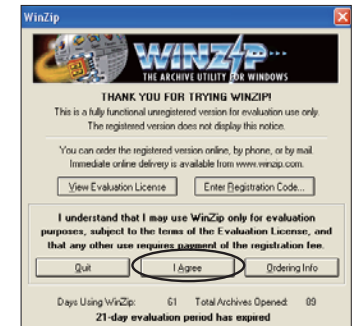 WinZip
WINZIP
THE ARCHIVE UTILITY FOR WINDOWS
THANK YOU FOR TRYING WINZIP!
This is a fully functional unregistered version for evaluation use only.
The registered version does not display this notice.
You can order the registered version online, by phone, or by mail.
Immediate online delivery is available from www.winzip.com.
View Evaluation License
Enter Registration Code...
I understand that I may use WinZip only for evaluation
purposes, subject to the terms of the Evaluation License, and
that any other use requires payment of the registration fee.
Quit
I Agree
Ordering Info
Days Using WinZip: 61 Total Archives Opened: 89
21-day evaluation period has expired